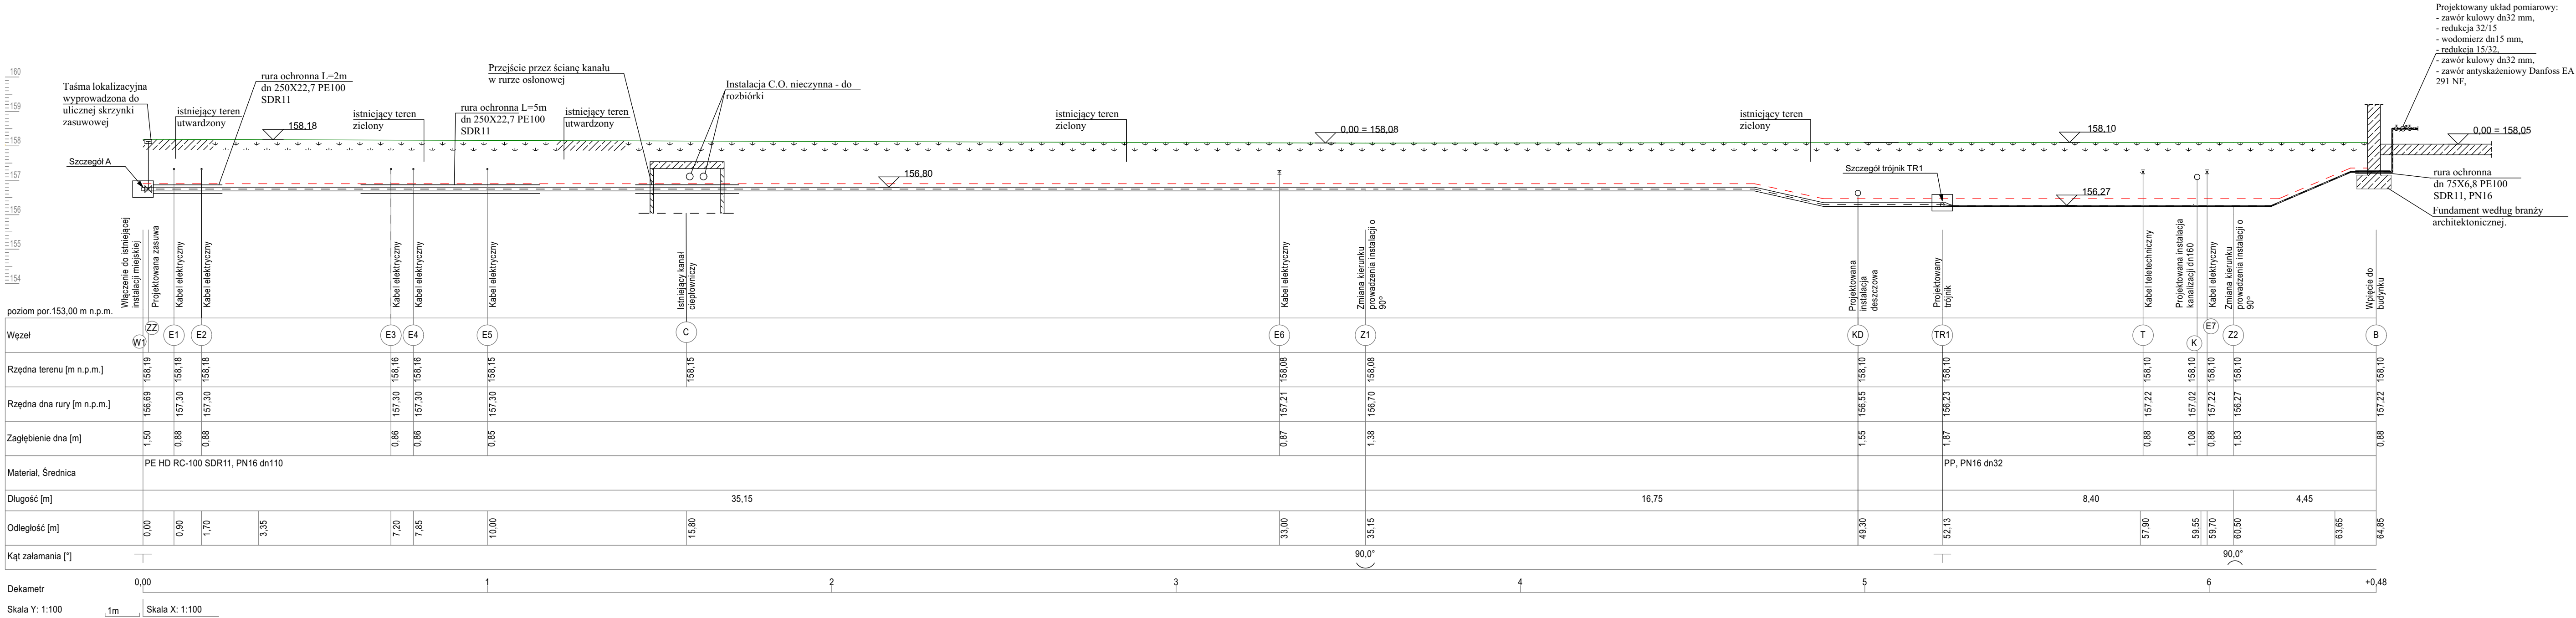 Projektowany układ pomiarowy:
- zawór kulowy dn32 mm,
- redukcja 32/15
- wodomierz dn15 mm,
- redukcja 15/32,
- zawór kulowy dn32 mm,
- zawór antyskażeniowy Danfoss EA
291 NF,
160
159
158
157
156
155
154
Taśma lokalizacyjna
wyprowadzona do
ulicznej skrzynki
zasuwowej
Szczegół A
istniejący teren
utwardzony
rura ochronna L=2m
dn 250X22,7 PE100
SDR11
158,18
istniejący teren
zielony
rura ochronna L=5m
dn 250X22,7 PE100
SDR11
Przejście przez ścianę kanału
w rurze osłonowej
istniejący teren
utwardzony
Instalacja C.O. nieczynna - do
rozbiórki
156,80
istniejący teren
zielony
0,00 = 158,08
istniejący teren
zielony
Szczegół trójnik TR1
158,10
156,27
0,00 = 158,05
rura ochronna
dn 75X6,8 PE100
SDR11, PN16
Fundament według branży
architektonicznej.
Włączenie do istniejącej
instalacji miejskiej
Projektowana zasuwa
Kabel elektryczny
Kabel elektryczny
Kabel elektryczny
Kabel elektryczny
Kabel elektryczny
Istniejący kanał
ciepłowniczy
Kabel elektryczny
Zmiana kierunku
prowadzenia instalacji o
90°
Projektowana
instalacja
deszczowa
Projektowany
trójnik
Kabel teletechniczny
Projektowana instalacja
kanalizacji dn160
Kabel elektryczny
Zmiana kierunku
prowadzenia instalacji o
90°
Wpięcie do
budynku
poziom por.153,00 m n.p.m.
Węzeł
W1 ZZ E1 E2 E3 E4 E5 C E6 Z1 KD TR1 T K E7 Z2 B
Rzędna terenu [m n.p.m.]
158,19 158,18 158,18 158,16 158,16 158,15 158,15 158,08 158,08 158,10 158,10 158,10 158,10 158,10 158,10 158,10
Rzędna dna rury [m n.p.m.]
156,69 157,30 157,30 157,30 157,30 157,30 157,21 156,70 156,55 156,23 157,22 157,02 157,22 156,27 157,22
Zagłębienie dna [m]
1,50 0,88 0,88 0,86 0,86 0,85 0,87 1,38 1,55 1,87 0,88 1,08 0,88 1,83 0,88
Materiał, Średnica
PE HD RC-100 SDR11, PN16 dn110
PP, PN16 dn32
Długość [m]
35,15 16,75 8,40 4,45
Odległość [m]
0,00 0,90 1,70 3,35 7,20 7,85 10,00 15,80 33,00 35,15 49,30 52,13 57,90 59,55 59,70 60,50 63,65 64,85
Kąt załamania [°]
90,0° 90,0°
Dekametr
0,00 1 2 3 4 5 6 +0,48
Skala Y: 1:100
1m
Skala X: 1:100